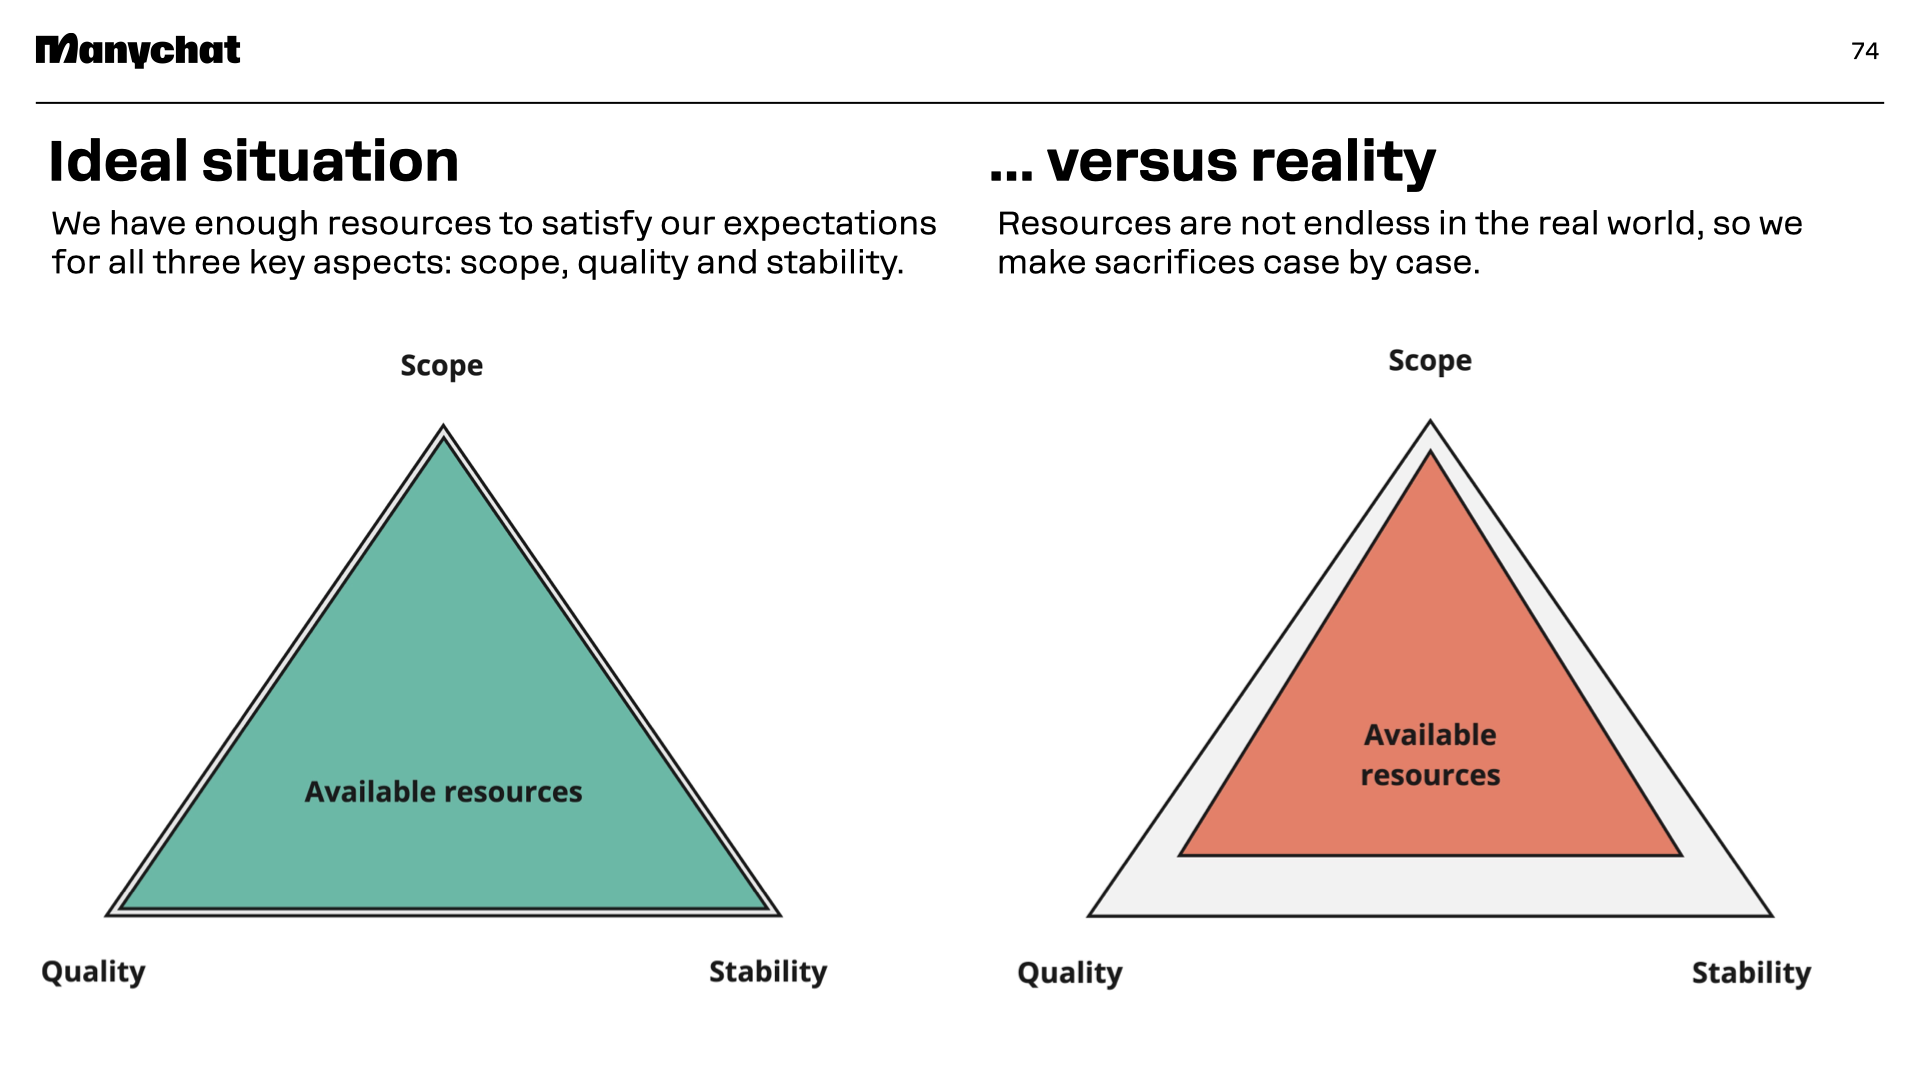 Manychat
74
Ideal situation
We have enough resources to satisfy our expectations
for all three key aspects: scope, quality and stability.
... versus reality
Resources are not endless in the real world, so we
make sacrifices case by case.
Scope
Available resources
Quality
Stability
Scope
Available
resources
Quality
Stability